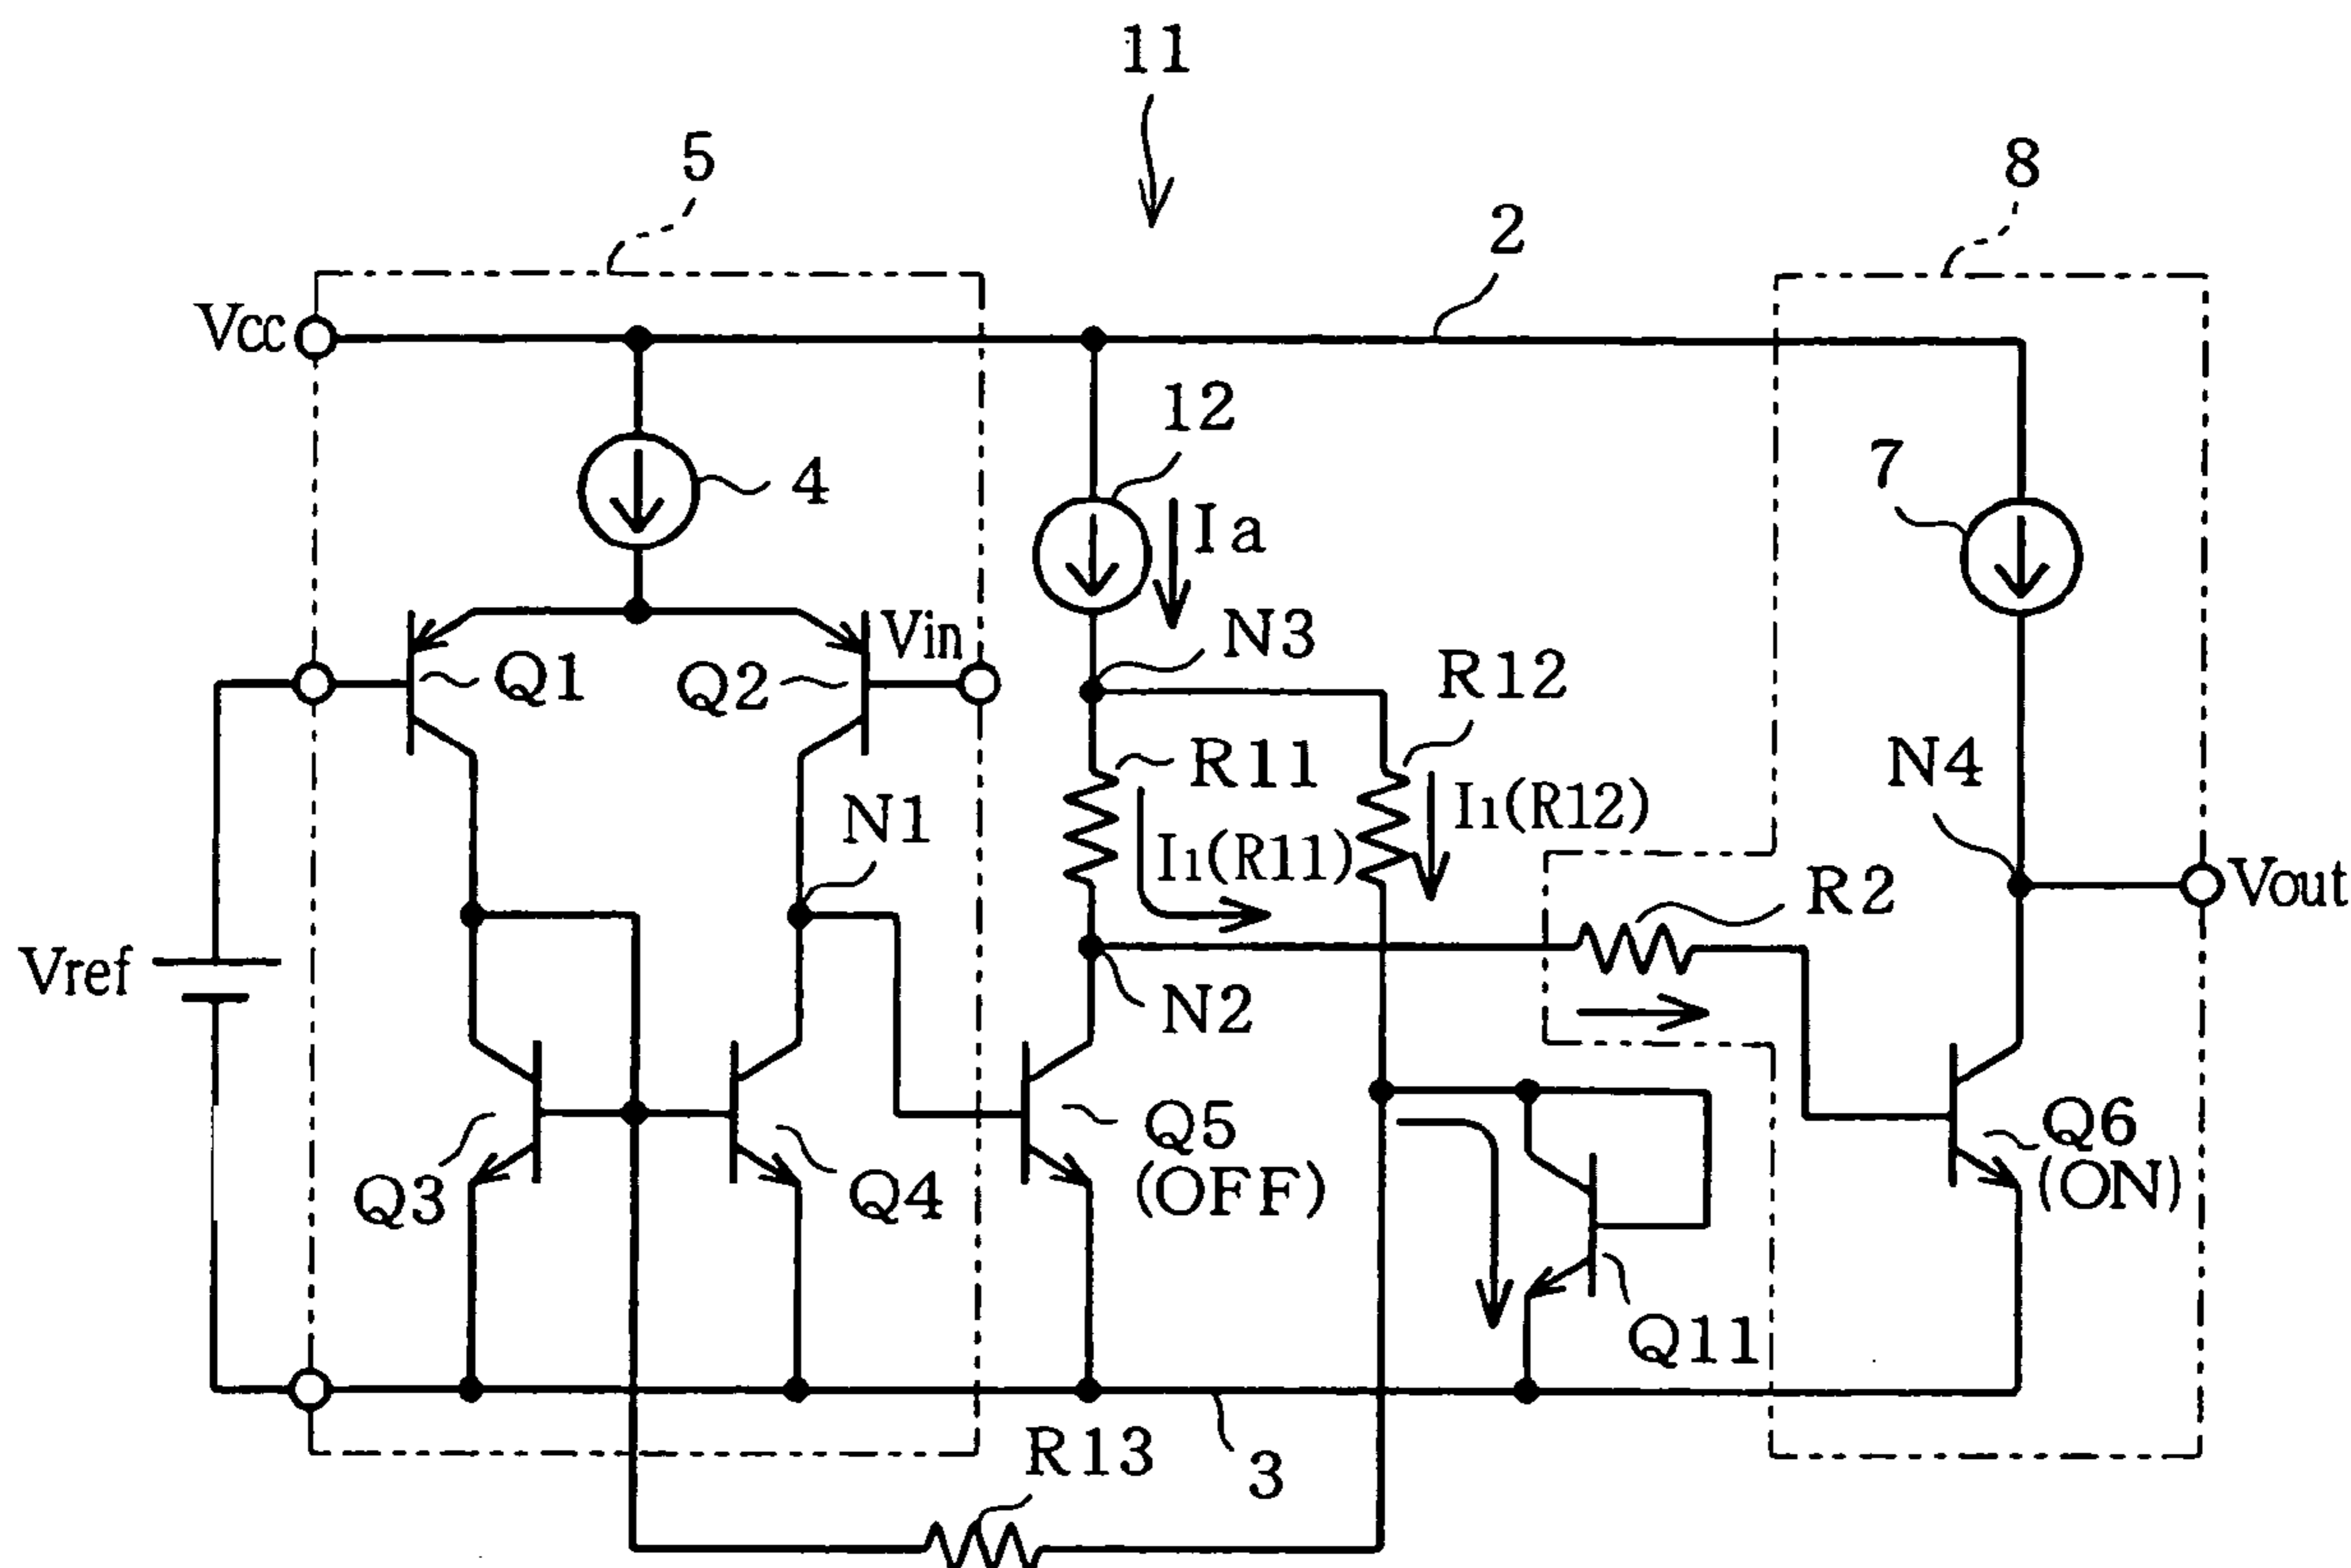 11
5
8
2
Vcc
12
4
7
Ia
Vin
N3
Q1
Q2
R12
R11
N4
N1
I1(R12)
I1(R11)
R2
Vout
Vref
N2
Q5
(OFF)
Q6
(ON)
Q3
Q4
Q11
R13
3